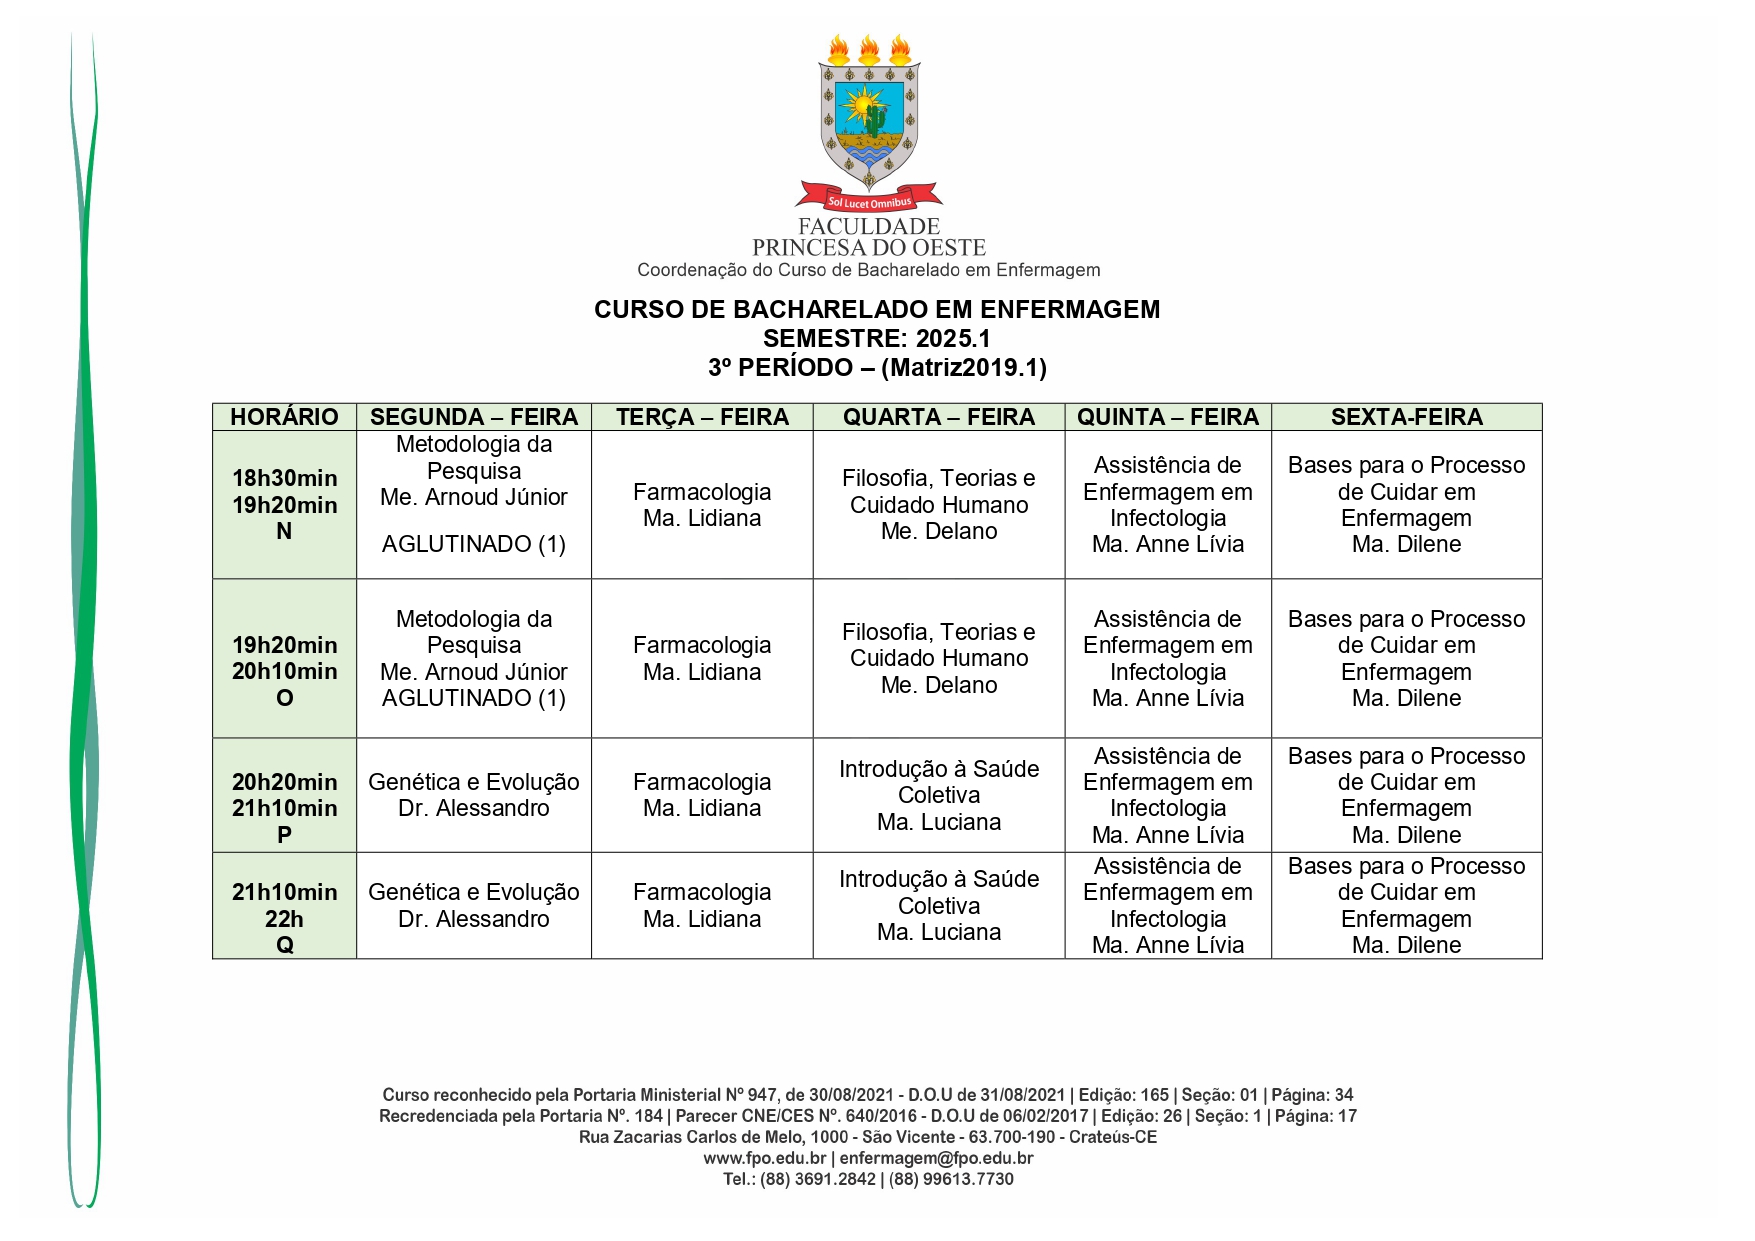 Sol Lucet Omnibus
FACULDADE
PRINCESA DO OESTE
Coordenação do Curso de Bacharelado em Enfermagem
CURSO DE BACHARELADO EM ENFERMAGEM
SEMESTRE: 2025.1
3º PERÍODO – (Matriz2019.1)
HORÁRIO SEGUNDA – FEIRA TERÇA – FEIRA QUARTA – FEIRA QUINTA – FEIRA SEXTA-FEIRA
18h30min
19h20min
N
Metodologia da
Pesquisa
Me. Arnoud Júnior
AGLUTINADO (1)
Farmacologia
Ma. Lidiana
Filosofia, Teorias e
Cuidado Humano
Me. Delano
Assistência de
Enfermagem em
Infectologia
Ma. Anne Lívia
Bases para o Processo
de Cuidar em
Enfermagem
Ma. Dilene
19h20min
20h10min
O
Metodologia da
Pesquisa
Me. Arnoud Júnior
AGLUTINADO (1)
Farmacologia
Ma. Lidiana
Filosofia, Teorias e
Cuidado Humano
Me. Delano
Assistência de
Enfermagem em
Infectologia
Ma. Anne Lívia
Bases para o Processo
de Cuidar em
Enfermagem
Ma. Dilene
20h20min
21h10min
P
Genética e Evolução
Dr. Alessandro
Farmacologia
Ma. Lidiana
Introdução à Saúde
Coletiva
Ma. Luciana
Assistência de
Enfermagem em
Infectologia
Ma. Anne Lívia
Bases para o Processo
de Cuidar em
Enfermagem
Ma. Dilene
21h10min
22h
Q
Genética e Evolução
Dr. Alessandro
Farmacologia
Ma. Lidiana
Introdução à Saúde
Coletiva
Ma. Luciana
Assistência de
Enfermagem em
Infectologia
Ma. Anne Lívia
Bases para o Processo
de Cuidar em
Enfermagem
Ma. Dilene
Curso reconhecido pela Portaria Ministerial Nº 947, de 30/08/2021 - D.O.U de 31/08/2021 | Edição: 165 | Seção: 01 | Página: 34
Recredenciada pela Portaria Nº. 184 | Parecer CNE/CES Nº. 640/2016 - D.O.U de 06/02/2017 | Edição: 26 | Seção: 1 | Página: 17
Rua Zacarias Carlos de Melo, 1000 - São Vicente - 63.700-190 - Crateús-CE
www.fpo.edu.br | enfermagem@fpo.edu.br
Tel.: (88) 3691.2842 | (88) 99613.7730